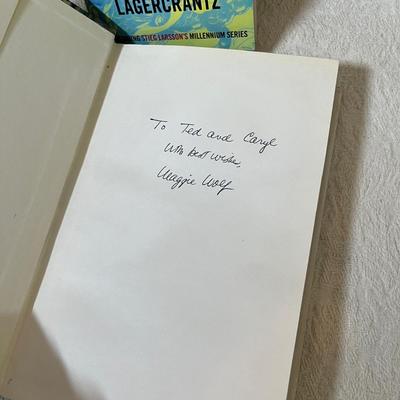 LAGERCRANTZ
STIEG LARSSON'S MILLENNIUM SERIES
To Ted and Caryl
with best wishes,
Maggie Wolf